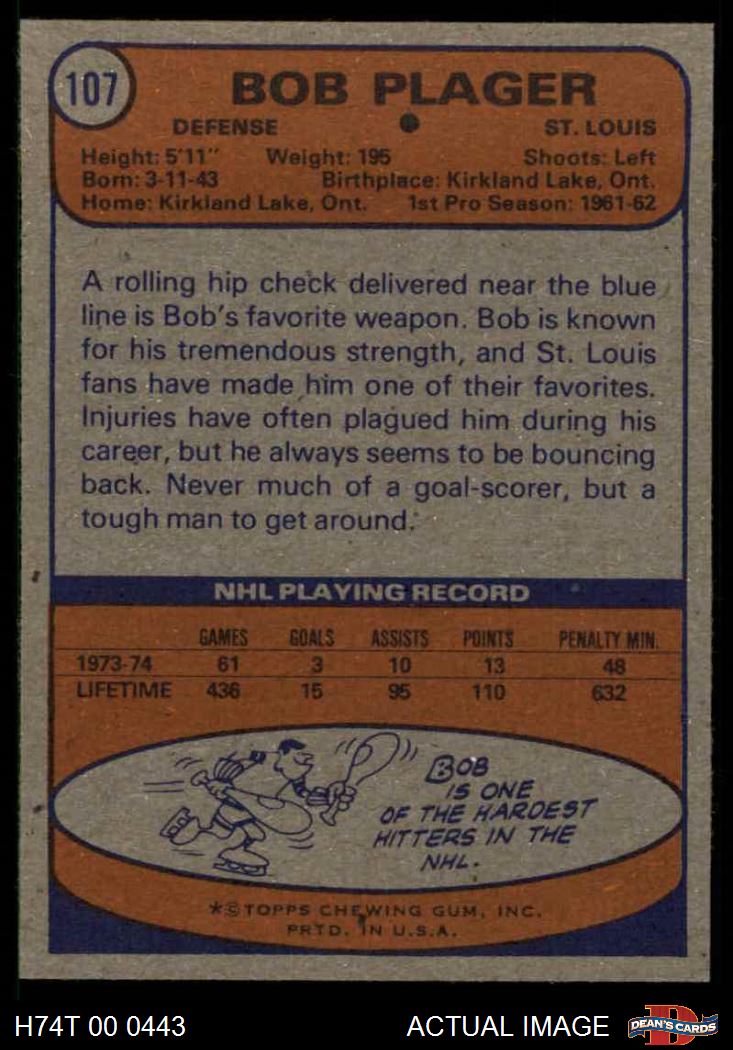 107
BOB PLAGER
DEFENSE ST. LOUIS
Height: 5'11" Weight: 195 Shoots: Left
Born: 3-11-43 Birthplace: Kirkland Lake, Ont.
Home: Kirkland Lake, Ont. 1st Pro Season: 1961-62
A rolling hip check delivered near the blue
line is Bob's favorite weapon. Bob is known
for his tremendous strength, and St. Louis
fans have made him one of their favorites.
Injuries have often plagued him during his
career, but he always seems to be bouncing
back. Never much of a goal-scorer, but a
tough man to get around.
NHL PLAYING RECORD
GAMES GOALS ASSISTS POINTS PENALTY MIN.
1973-74 61 3 10 13 48
LIFETIME 436 15 95 110 632
BOB
IS ONE
OF THE HARDEST
HITTERS IN THE
NHL.
*©TOPPS CHEWING GUM, INC.
PRTD. IN U.S.A.
H74T 00 0443 ACTUAL IMAGE DEAN'S CARDS